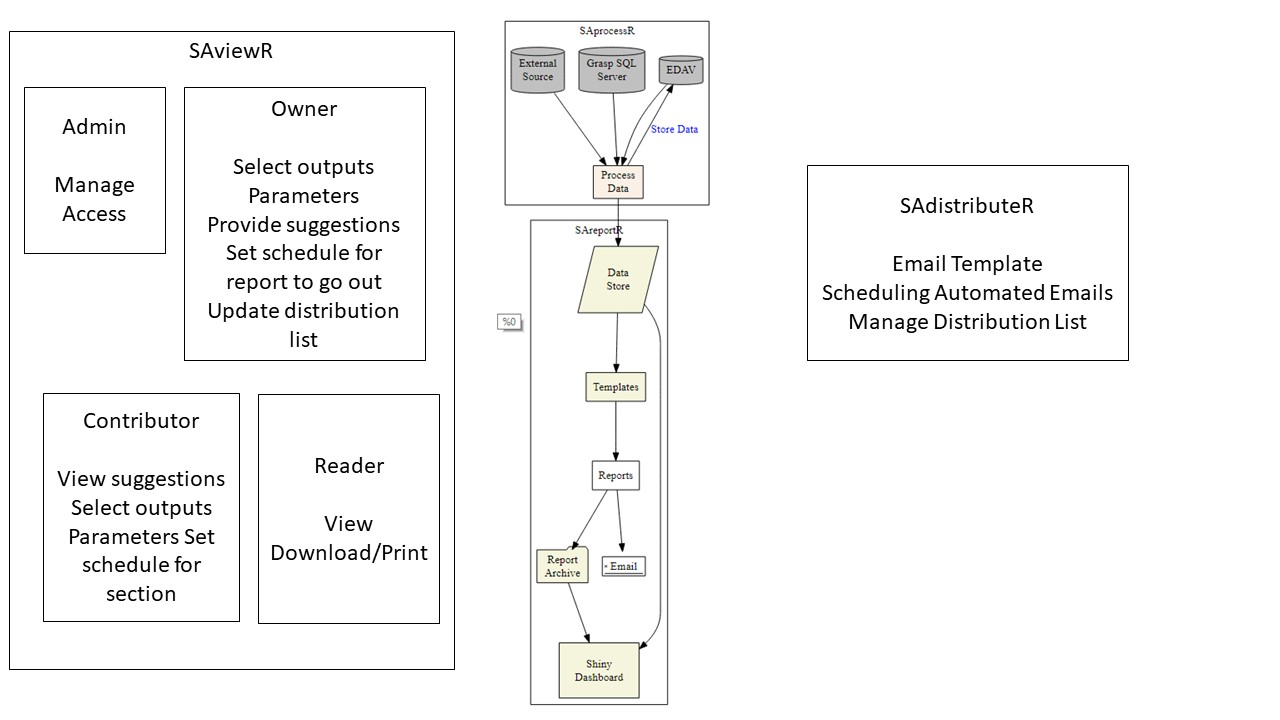 SAviewR
Admin
Manage
Access
Owner
Select outputs
Parameters
Provide suggestions
Set schedule for
report to go out
Update distribution
list
Contributor
View suggestions
Select outputs
Parameters Set
schedule for
section
Reader
View
Download/Print
SAprocessR
External
Source
Grasp SQL
Server
EDAV
Store Data
Process
Data
SAreportR
Data
Store
%0
Templates
Reports
Report
Archive
Email
Shiny
Dashboard
SAdistributeR
Email Template
Scheduling Automated Emails
Manage Distribution List